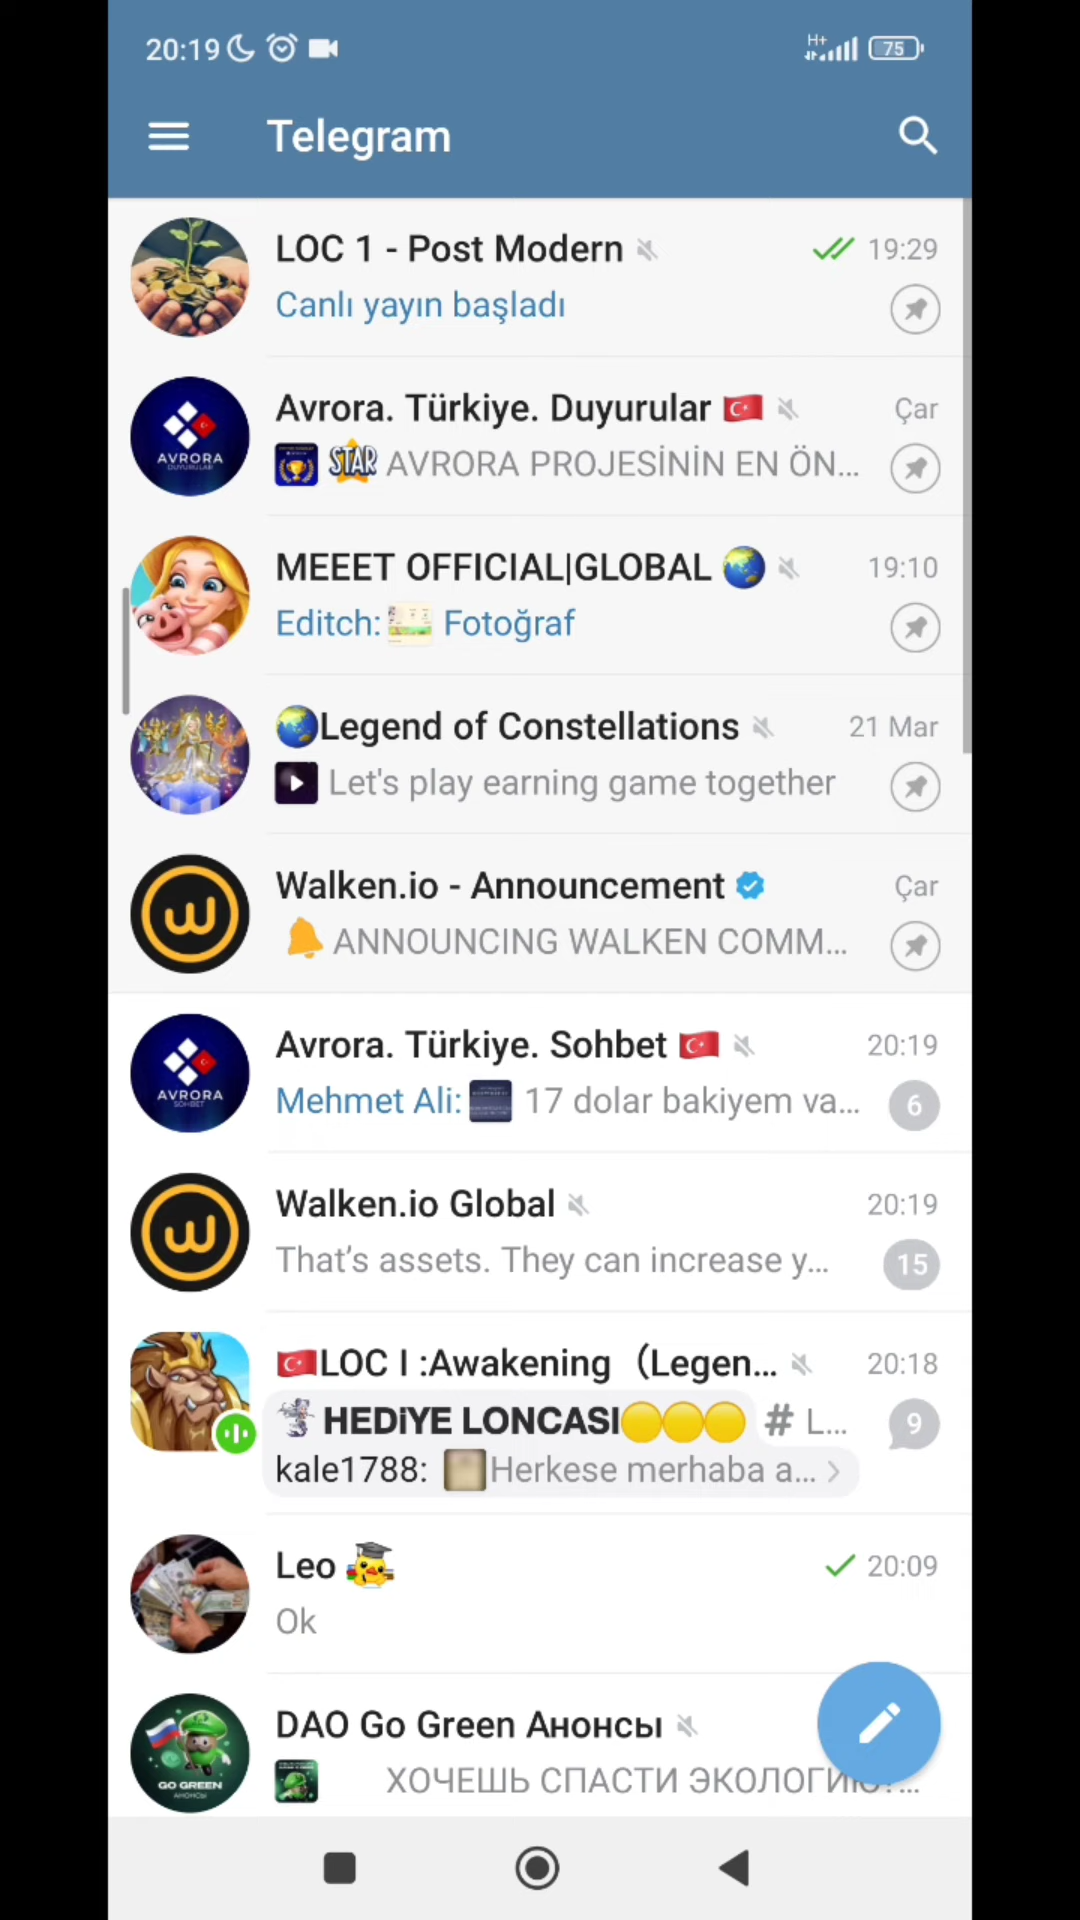 20:19
H+
75
Telegram
LOC 1 - Post Modern
19:29
Canlı yayın başladı
Avrora. Türkiye. Duyurular
Çar
AVRORA
DUYURULAR
STAR AVRORA PROJESİNİN EN ÖN...
MEEET OFFICIAL|GLOBAL
19:10
Editch: Fotoğraf
Legend of Constellations
21 Mar
Let's play earning game together
Walken.io - Announcement
Çar
ANNOUNCING WALKEN COMM...
Avrora. Türkiye. Sohbet
20:19
AVRORA
SOHBET
Mehmet Ali: 17 dolar bakiyem va...
6
Walken.io Global
20:19
That’s assets. They can increase y...
15
LOC I :Awakening（Legen...
20:18
HEDiYE LONCASI # L...
9
kale1788: Herkese merhaba a...
Leo
20:09
Ok
DAO Go Green Анонсы
GO GREEN
АНОНСЫ
ХОЧЕШЬ СПАСТИ ЭКОЛОГИЮ?...